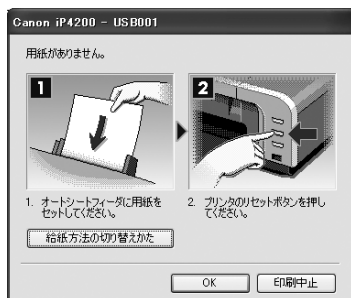 Canon iP4200 - USB001
用紙がありません。
1
2
1. オートシートフィーダに用紙を
セットしてください。
2. プリンタのリセットボタンを押し
てください。
給紙方法の切り替えかた
OK
印刷中止